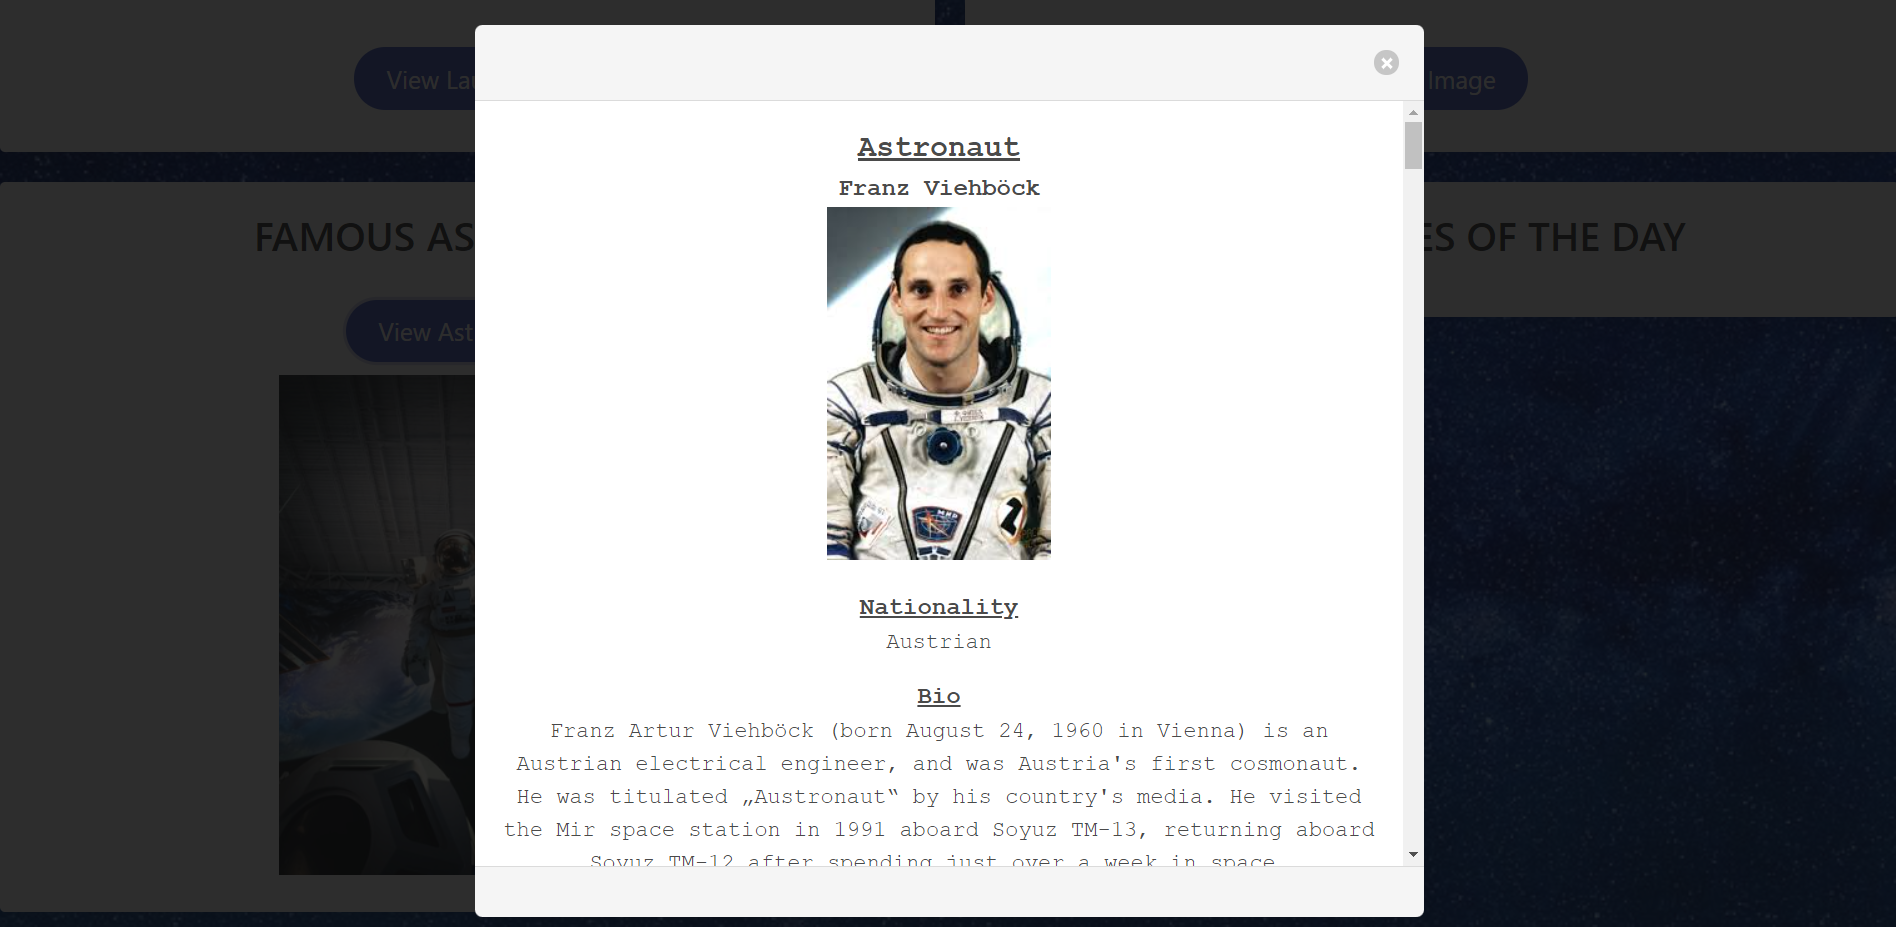 View Lau
Image
FAMOUS AS
ES OF THE DAY
View Ast
Astronaut
Franz Viehböck
МИР
Nationality
Austrian
Bio
Franz Artur Viehböck (born August 24, 1960 in Vienna) is an
Austrian electrical engineer, and was Austria's first cosmonaut.
He was titulated „Austronaut“ by his country's media. He visited
the Mir space station in 1991 aboard Soyuz TM-13, returning aboard
Soyuz TM-12 after spending just over a week in space